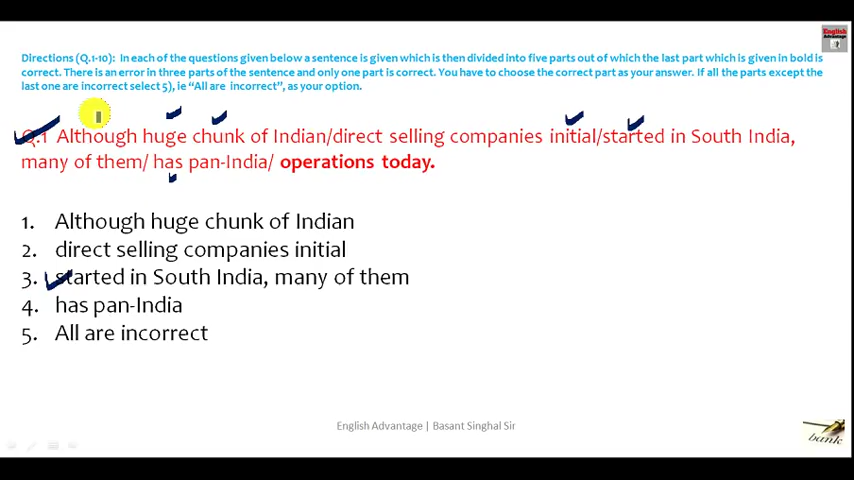 English
Advantage
Directions (Q.1-10): In each of the questions given below a sentence is given which is then divided into five parts out of which the last part which is given in bold is
correct. There is an error in three parts of the sentence and only one part is correct. You have to choose the correct part as your answer. If all the parts except the
last one are incorrect select 5), ie “All are incorrect”, as your option.
Q.1 Although huge chunk of Indian/direct selling companies initial/started in South India,
many of them/ has pan-India/ operations today.
1. Although huge chunk of Indian
2. direct selling companies initial
3. started in South India, many of them
4. has pan-India
5. All are incorrect
English Advantage | Basant Singhal Sir
bank